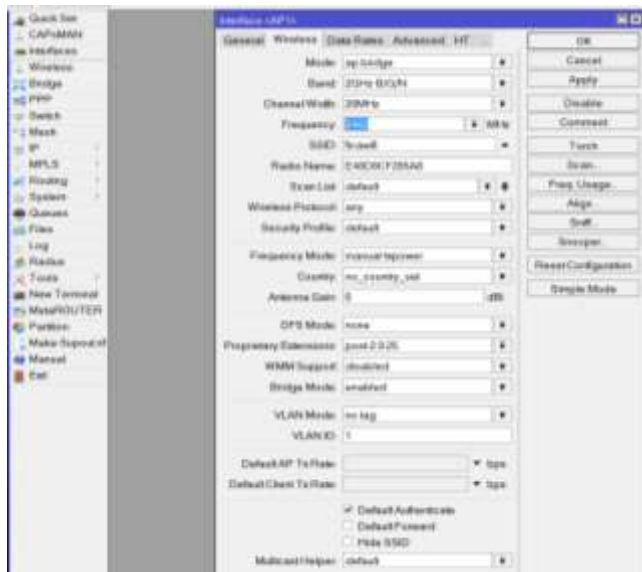 Quick Set
CAPsMAN
Interfaces
Wireless
Bridge
PPP
Switch
Mesh
IP
MPLS
Routing
System
Queues
Files
Log
Radius
Tools
New Terminal
MetaROUTER
Partition
Make Supout.rif
Manual
Exit
Interface <AP1>
General Wireless Data Rates Advanced HT ...
Mode: ap bridge
Band: 2GHz-B/G/N
Channel Width: 20MHz
Frequency: MHz
SSID:
Radio Name:
Scan List: default
Wireless Protocol: any
Security Profile: default
Frequency Mode: manual txpower
Country: no_country_set
Antenna Gain: 0 dBi
DFS Mode: none
Proprietary Extensions: post-2.9.25
WMM Support: disabled
Bridge Mode: enabled
VLAN Mode: no tag
VLAN ID: 1
Default AP Tx Rate: bps
Default Client Tx Rate: bps
Default Authenticate
Default Forward
Hide SSID
Multicast Helper: default
OK
Cancel
Apply
Disable
Comment
Torch
Scan...
Freq. Usage...
Align
Sniff...
Snooper...
Reset Configuration
Simple Mode